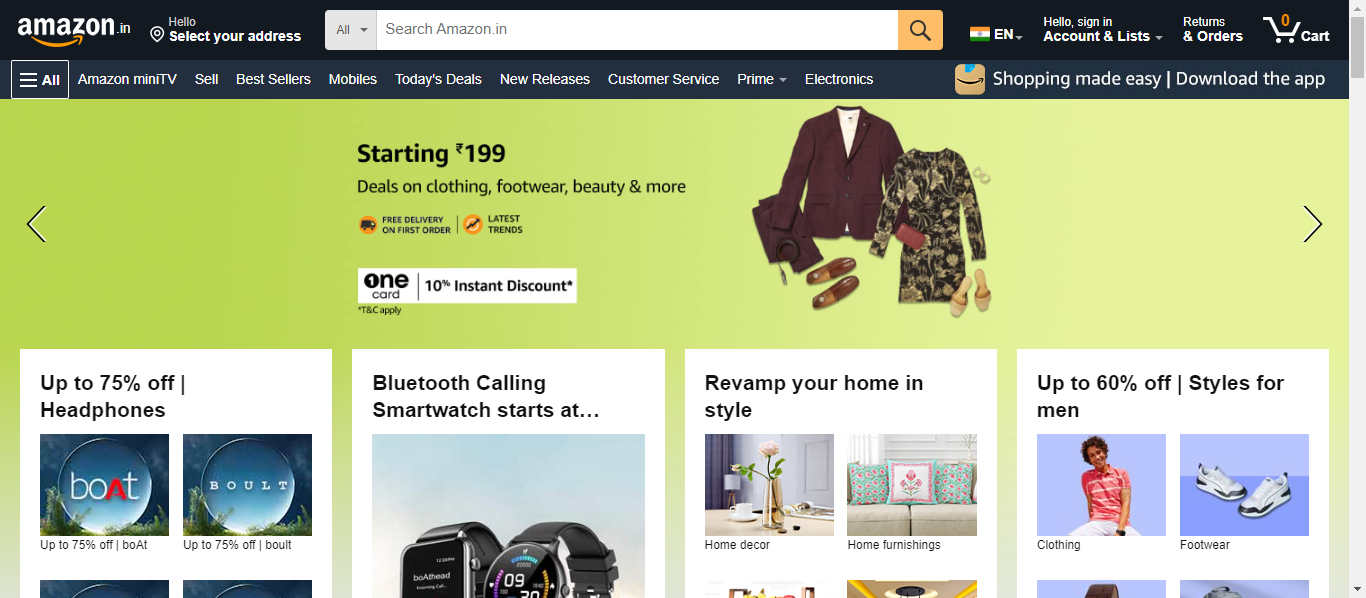 amazon.in
Hello
Select your address
All
Search Amazon.in
EN
Hello, sign in
Account & Lists
Returns
& Orders
0
Cart
All
Amazon miniTV
Sell
Best Sellers
Mobiles
Today's Deals
New Releases
Customer Service
Prime
Electronics
Shopping made easy | Download the app
Starting ₹199
Deals on clothing, footwear, beauty & more
FREE DELIVERY
ON FIRST ORDER
LATEST
TRENDS
one
card
10% Instant Discount*
*T&C apply
Up to 75% off |
Headphones
boAt
BOULT
Up to 75% off | boAt
Up to 75% off | boult
Bluetooth Calling
Smartwatch starts at…
boAthead
Incoming Call...
09
30
Revamp your home in
style
Home decor
Home furnishings
Up to 60% off | Styles for
men
Clothing
Footwear